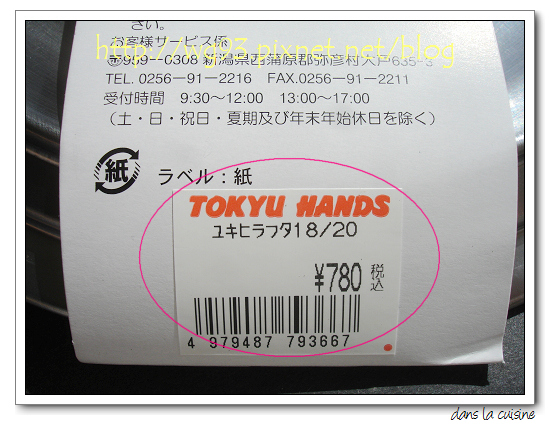 さい。
お客様サービス係
http://wc93.pixnet.net/blog
〒959-0308 新潟県西蒲原郡弥彦村大戸635-3
TEL. 0256-91-2216 FAX.0256-91-2211
受付時間 9:30～12:00 13:00～17:00
(土・日・祝日・夏期及び年末年始休日を除く)
紙
ラベル:紙
TOKYU HANDS
ユキヒラフタ18/20
¥780 税込
4 979487 793667
dans la cuisine